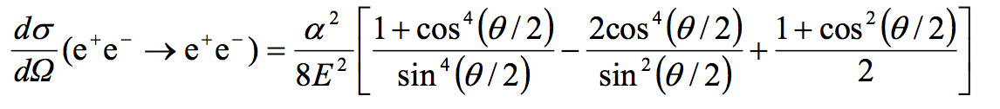 dσ/dΩ (e⁺e⁻ → e⁺e⁻) = α²/8E² [ 1 + cos⁴(θ/2) / sin⁴(θ/2) − 2cos⁴(θ/2) / sin²(θ/2) + 1 + cos²(θ/2) / 2 ]